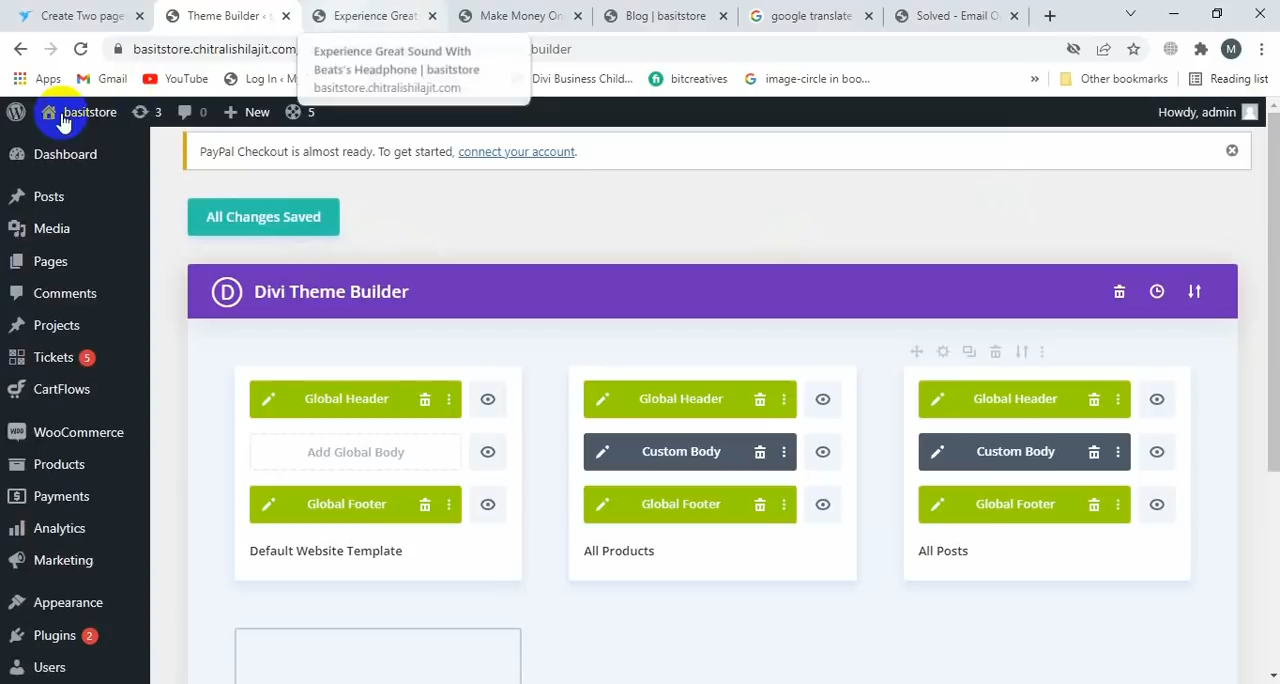 Create Two page
Theme Builder ‹ s
Experience Great
Make Money On
Blog | basitstore
google translate
Solved - Email O
basitstore.chitralishilajit.com
builder
M
Experience Great Sound With
Beats's Headphone | basitstore
basitstore.chitralishilajit.com
Apps
Gmail
YouTube
Log In ‹ M
Divi Business Child...
fi
bitcreatives
image-circle in boo...
»
Other bookmarks
Reading list
basitstore
3
0
New
5
Howdy, admin
Dashboard
Posts
Media
Pages
Comments
Projects
Tickets 5
CartFlows
WooCommerce
Products
Payments
Analytics
Marketing
Appearance
Plugins 2
Users
PayPal Checkout is almost ready. To get started, connect your account.
All Changes Saved
D Divi Theme Builder
Global Header
Add Global Body
Global Footer
Default Website Template
Global Header
Custom Body
Global Footer
All Products
Global Header
Custom Body
Global Footer
All Posts